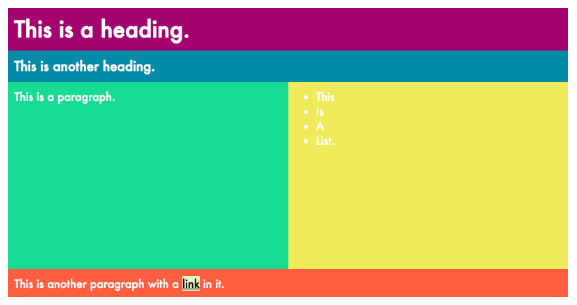 This is a heading.
This is another heading.
This is a paragraph.
• This
• Is
• A
• List.
This is another paragraph with a link in it.